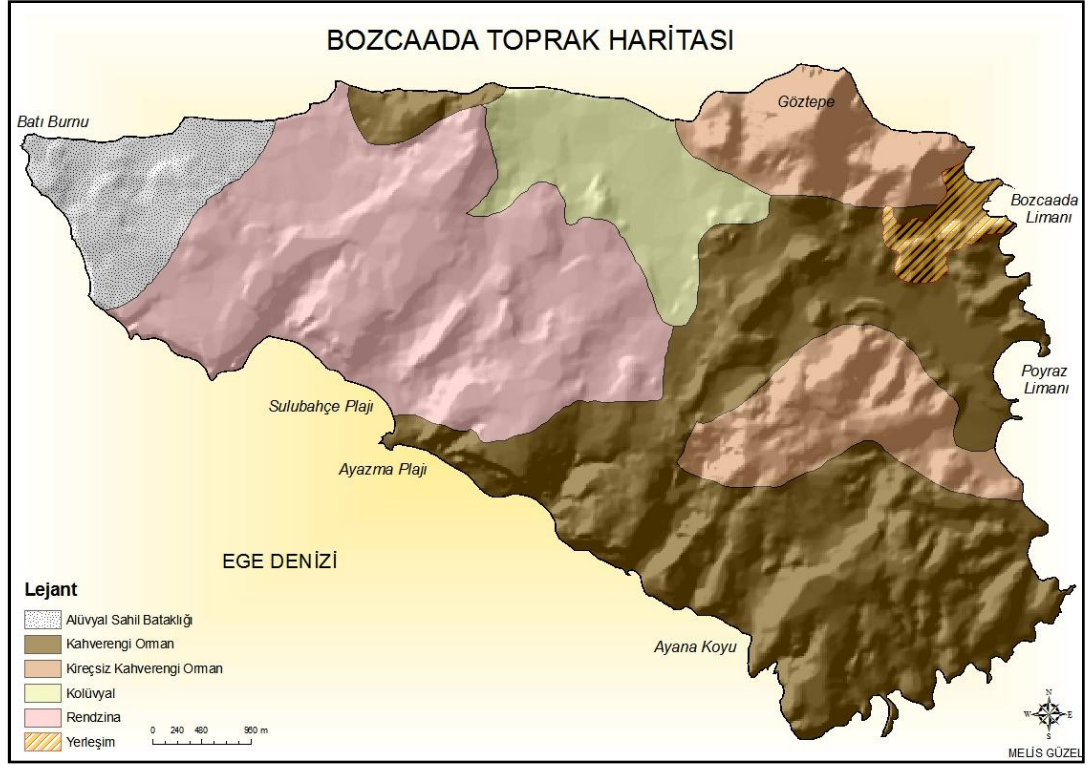 BOZCAADA TOPRAK HARİTASI
Batı Burnu
Göztepe
Bozcaada
Limanı
Poyraz
Limanı
Sulubahçe Plajı
Ayazma Plajı
EGE DENİZİ
Ayana Koyu
Lejant
Alüvyal Sahil Bataklığı
Kahverengi Orman
Kireçsiz Kahverengi Orman
Kolüvyal
Rendzina
Yerleşim
0 240 480 960 m
N
W E
S
MELİS GÜZEL